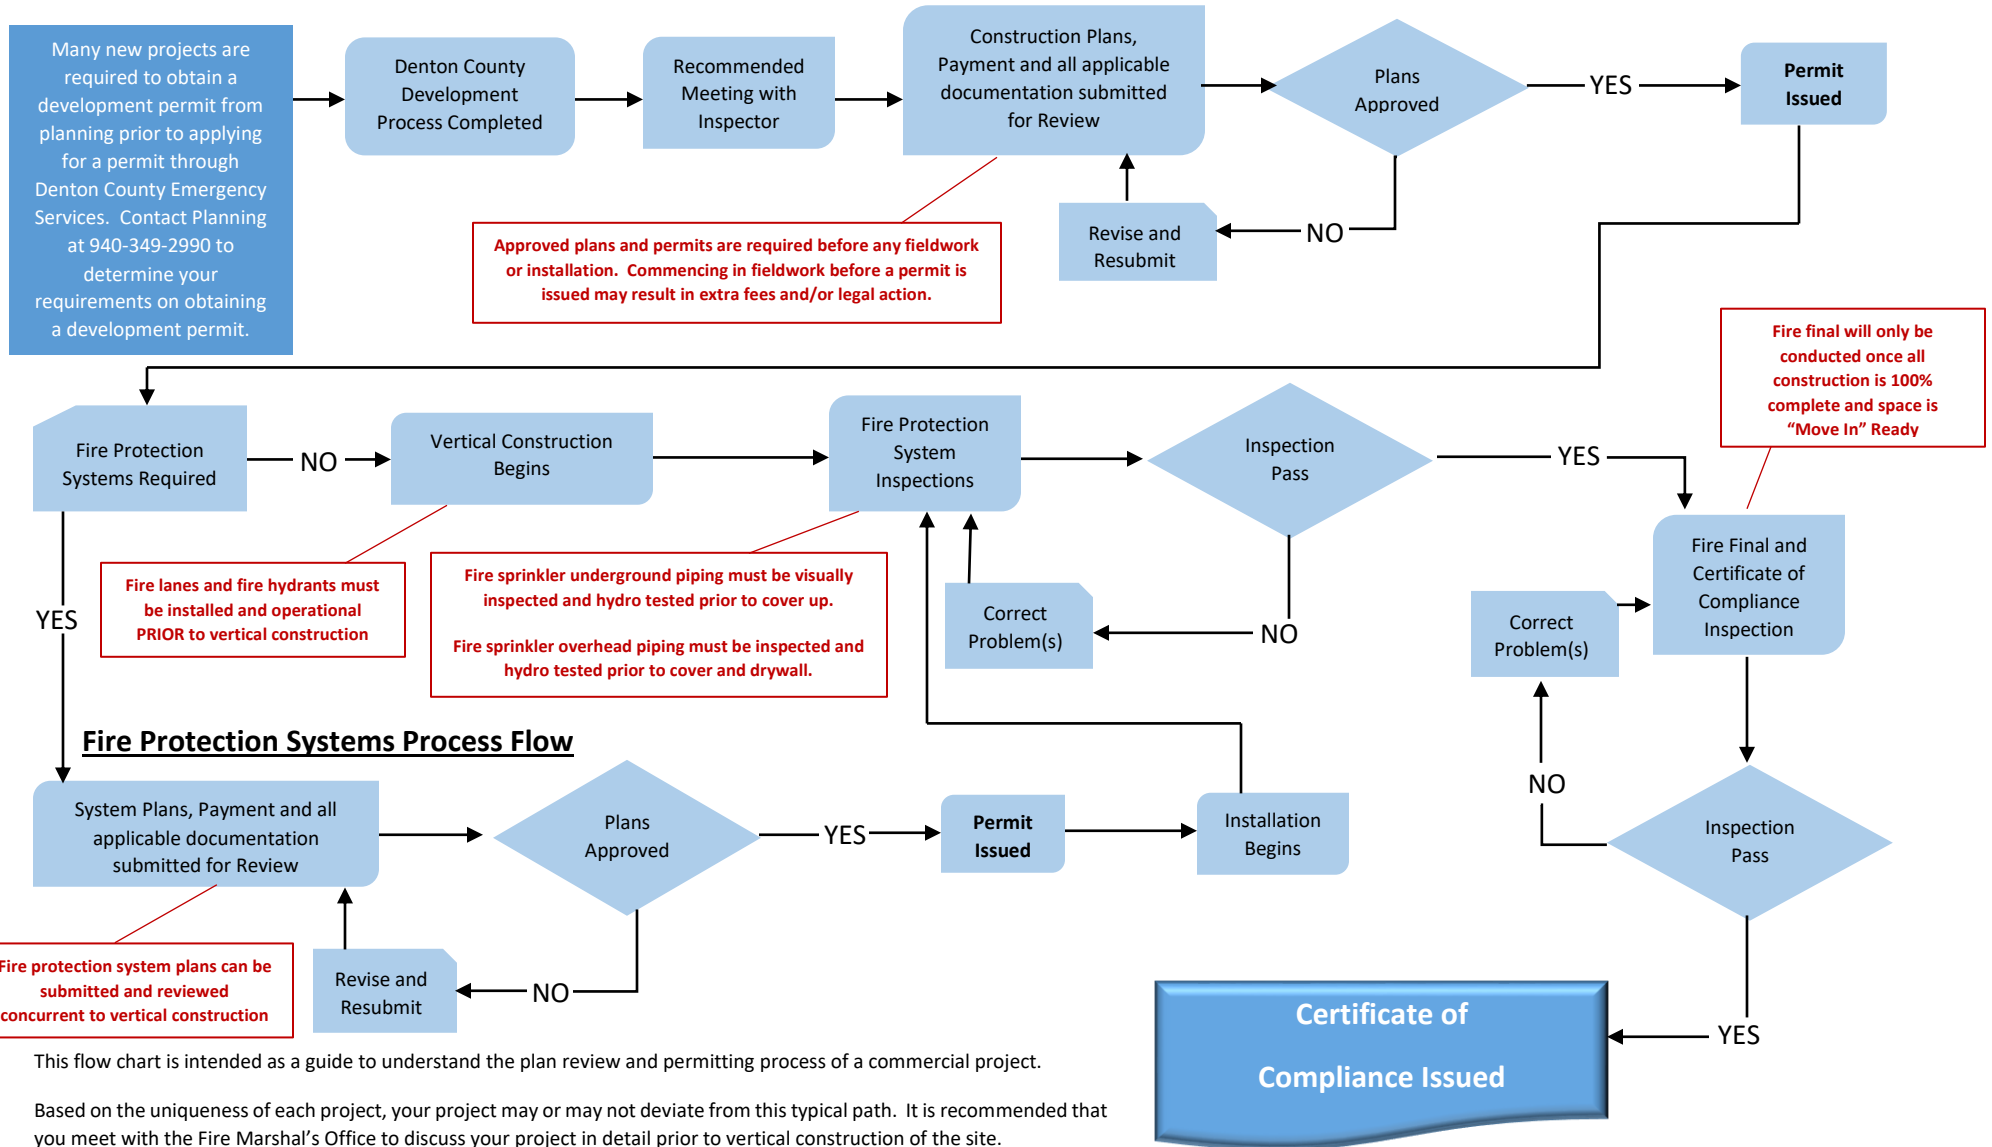 Many new projects are
required to obtain a
development permit from
planning prior to applying
for a permit through
Denton County Emergency
Services.  Contact Planning
at 940-349-2990 to
determine your
requirements on obtaining
a development permit.
Denton County
Development
Process Completed
Recommended
Meeting with
Inspector
Construction Plans,
Payment and all applicable
documentation submitted
for Review
Plans
Approved
YES
Permit
Issued
NO
Revise and
Resubmit
Approved plans and permits are required before any fieldwork
or installation.  Commencing in fieldwork before a permit is
issued may result in extra fees and/or legal action.
Fire final will only be
conducted once all
construction is 100%
complete and space is
“Move In” Ready
Fire Protection
Systems Required
NO
Vertical Construction
Begins
Fire Protection
System
Inspections
Inspection
Pass
YES
Fire Final and
Certificate of
Compliance
Inspection
Fire lanes and fire hydrants must
be installed and operational
PRIOR to vertical construction
Fire sprinkler underground piping must be visually
inspected and hydro tested prior to cover up.
Fire sprinkler overhead piping must be inspected and
hydro tested prior to cover and drywall.
Correct
Problem(s)
NO
Correct
Problem(s)
YES
NO
Inspection
Pass
Fire Protection Systems Process Flow
System Plans, Payment and all
applicable documentation
submitted for Review
Plans
Approved
YES
Permit
Issued
Installation
Begins
Fire protection system plans can be
submitted and reviewed
concurrent to vertical construction
Revise and
Resubmit
NO
YES
Certificate of
Compliance Issued
This flow chart is intended as a guide to understand the plan review and permitting process of a commercial project.
Based on the uniqueness of each project, your project may or may not deviate from this typical path.  It is recommended that
you meet with the Fire Marshal’s Office to discuss your project in detail prior to vertical construction of the site.